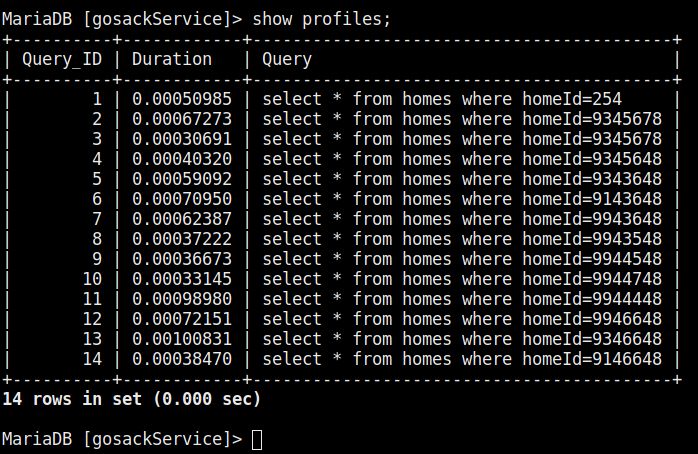 MariaDB [gosackService]> show profiles;
+----------+------------+------------------------------------------+
| Query_ID | Duration   | Query                                    |
+----------+------------+------------------------------------------+
|        1 | 0.00050985 | select * from homes where homeId=254     |
|        2 | 0.00067273 | select * from homes where homeId=9345678 |
|        3 | 0.00030691 | select * from homes where homeId=9345678 |
|        4 | 0.00040320 | select * from homes where homeId=9345648 |
|        5 | 0.00059092 | select * from homes where homeId=9343648 |
|        6 | 0.00070950 | select * from homes where homeId=9143648 |
|        7 | 0.00062387 | select * from homes where homeId=9943648 |
|        8 | 0.00037222 | select * from homes where homeId=9943548 |
|        9 | 0.00036673 | select * from homes where homeId=9944548 |
|       10 | 0.00033145 | select * from homes where homeId=9944748 |
|       11 | 0.00098980 | select * from homes where homeId=9944448 |
|       12 | 0.00072151 | select * from homes where homeId=9946648 |
|       13 | 0.00100831 | select * from homes where homeId=9346648 |
|       14 | 0.00038470 | select * from homes where homeId=9146648 |
+----------+------------+------------------------------------------+
14 rows in set (0.000 sec)
MariaDB [gosackService]>